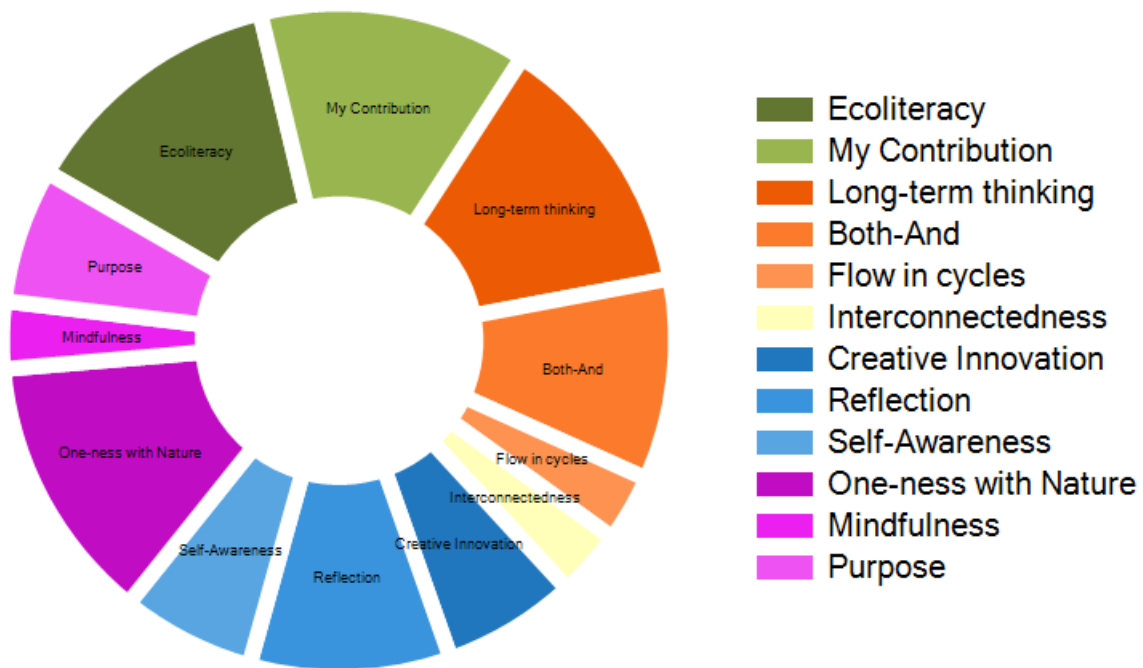 My Contribution
Ecoliteracy
Long-term thinking
Purpose
Mindfulness
Both-And
One-ness with Nature
Flow in cycles
Interconnectedness
Creative Innovation
Self-Awareness
Reflection
Ecoliteracy
My Contribution
Long-term thinking
Both-And
Flow in cycles
Interconnectedness
Creative Innovation
Reflection
Self-Awareness
One-ness with Nature
Mindfulness
Purpose